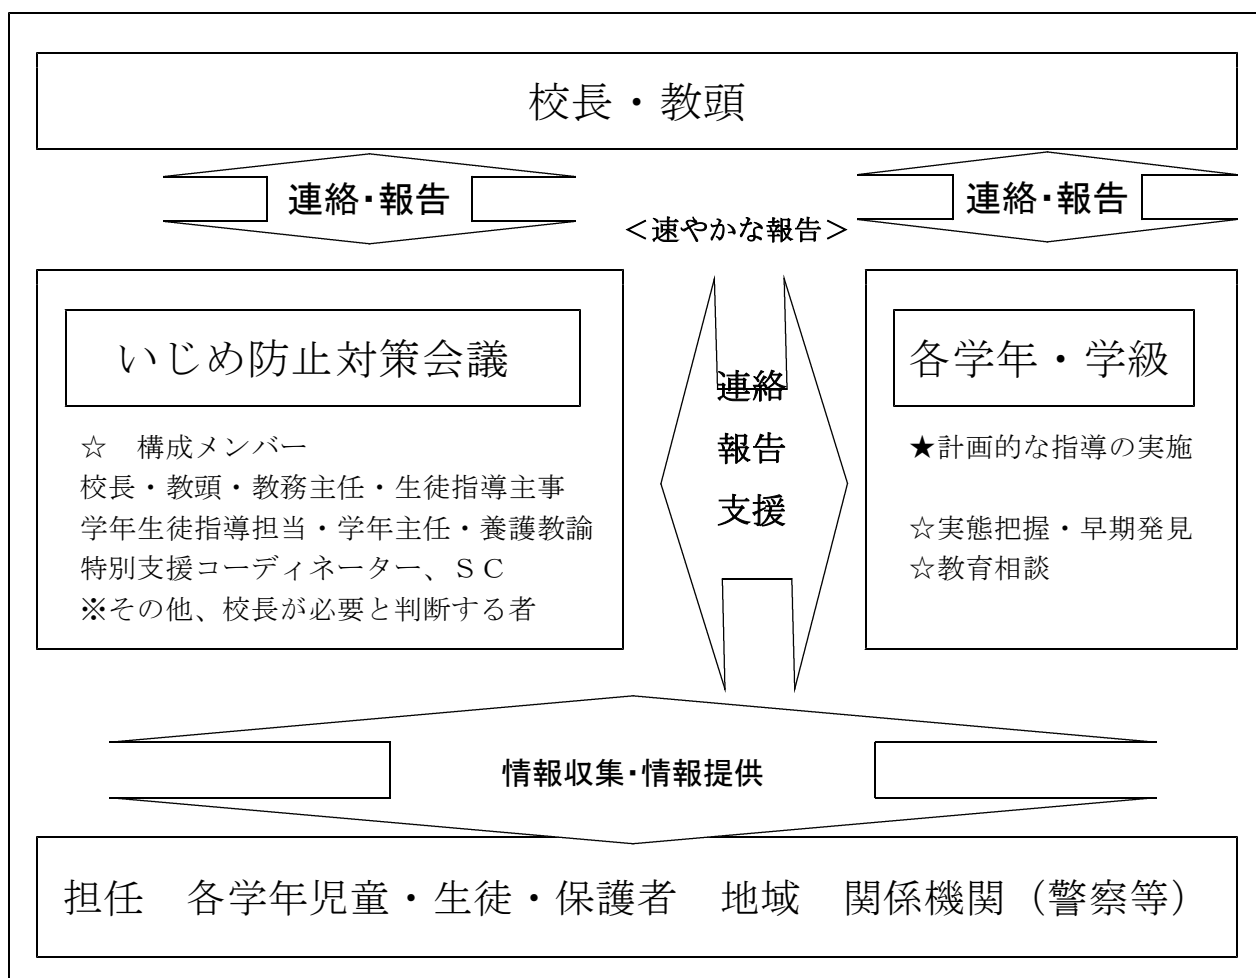 校長・教頭
連絡・報告
連絡・報告
＜速やかな報告＞
いじめ防止対策会議
☆　構成メンバー
校長・教頭・教務主任・生徒指導主事
学年生徒指導担当・学年主任・養護教諭
特別支援コーディネーター、ＳＣ
※その他、校長が必要と判断する者
連絡
報告
支援
各学年・学級
★計画的な指導の実施
☆実態把握・早期発見
☆教育相談
情報収集・情報提供
担任　各学年児童・生徒・保護者　地域　関係機関（警察等）